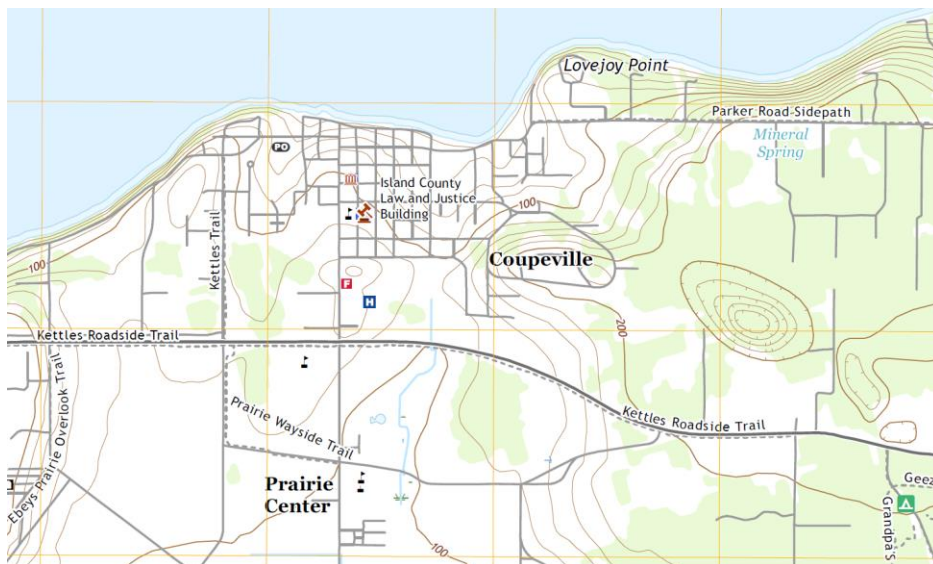 Lovejoy Point
Parker Road Sidepath
Mineral
Spring
PO
Island County
Law and Justice
Building
100
Kettles Trail
Coupeville
100
F
H
200
Kettles Roadside Trail
Ebeys Prairie Overlook Trail
Prairie Wayside Trail
Kettles Roadside Trail
Prairie
Center
Geez
Grandpa's
100